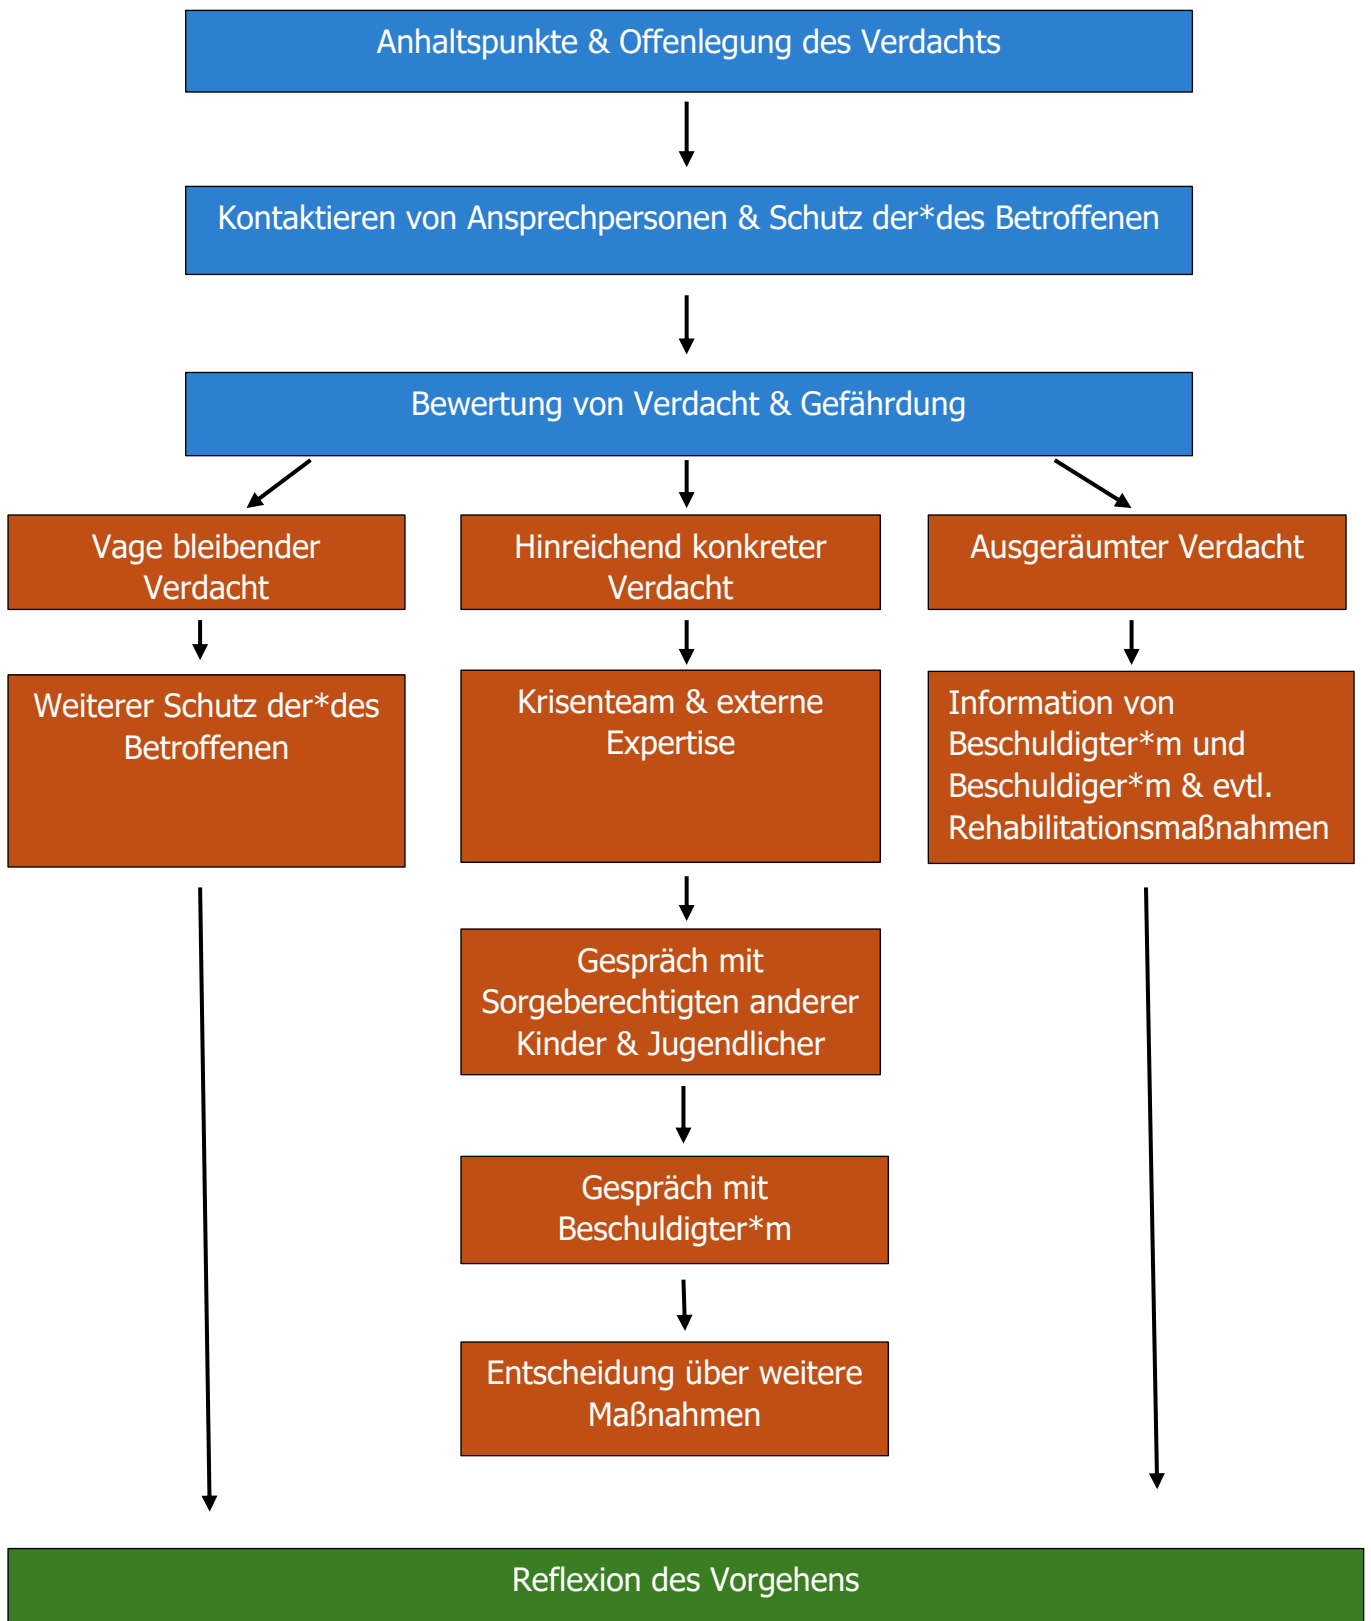 Anhaltspunkte & Offenlegung des Verdachts
Kontaktieren von Ansprechpersonen & Schutz der*des Betroffenen
Bewertung von Verdacht & Gefährdung
Vage bleibender
Verdacht
Hinreichend konkreter
Verdacht
Ausgeräumter Verdacht
Weiterer Schutz der*des
Betroffenen
Krisenteam & externe
Expertise
Information von
Beschuldigter*m und
Beschuldiger*m & evtl.
Rehabilitationsmaßnahmen
Gespräch mit
Sorgeberechtigten anderer
Kinder & Jugendlicher
Gespräch mit
Beschuldigter*m
Entscheidung über weitere
Maßnahmen
Reflexion des Vorgehens